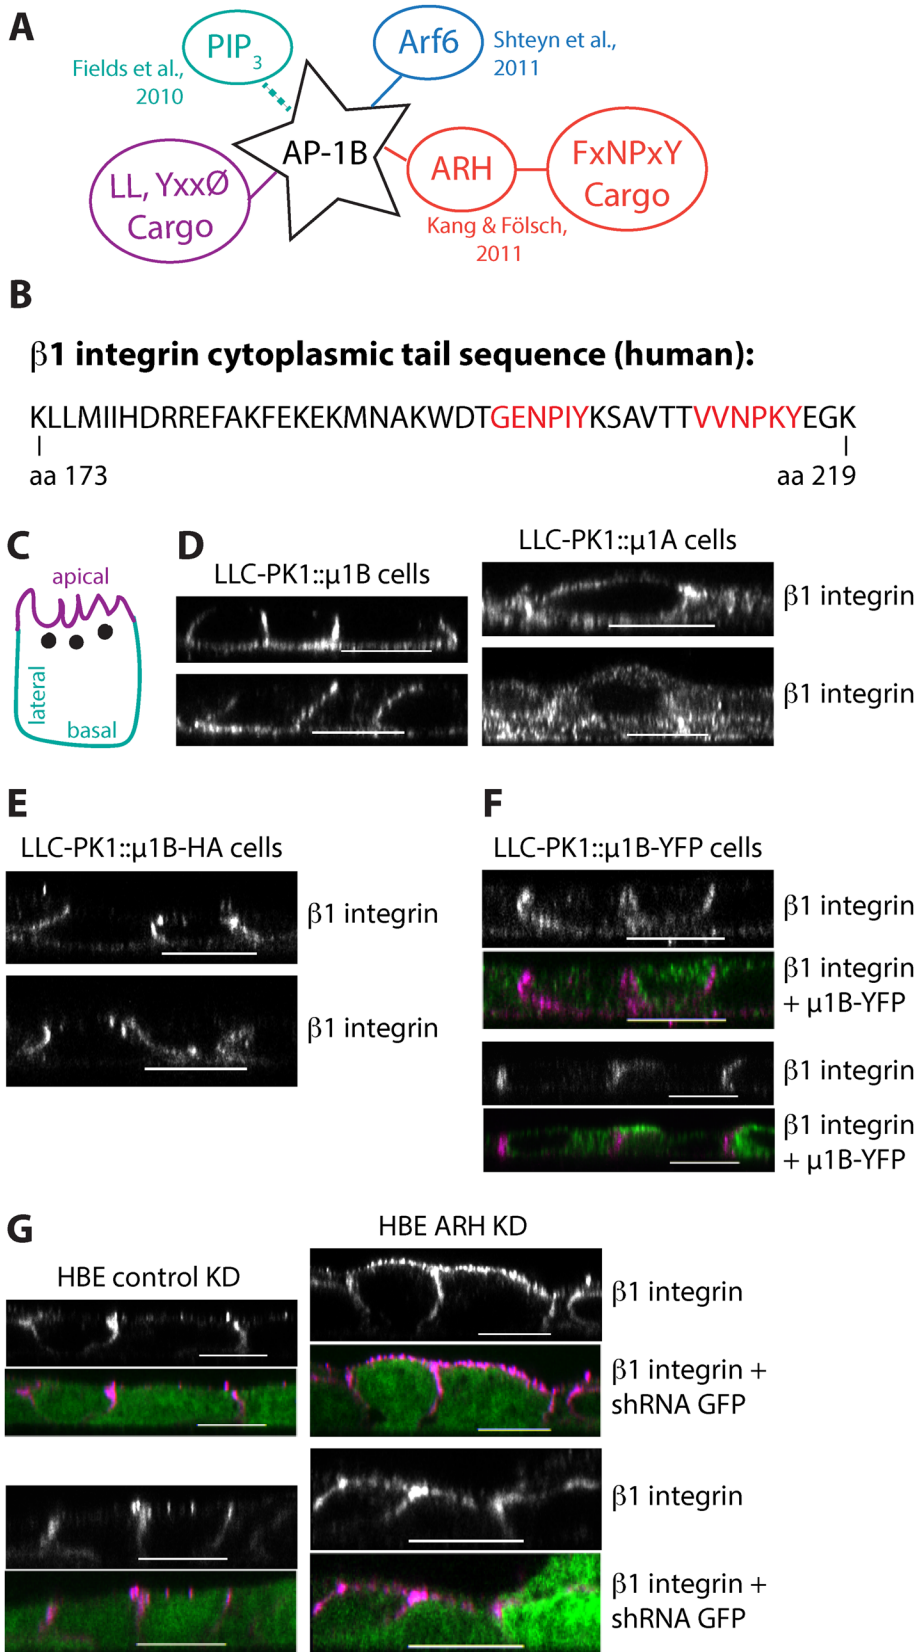 A
PIP3
Arf6
Fields et al.,
2010
Shteyn et al.,
2011
AP-1B
LL, YxxØ
Cargo
ARH
FxNPxY
Cargo
Kang & Fölsch,
2011
B
β1 integrin cytoplasmic tail sequence (human):
KLLMIIHDRREFAKFEKEKMNAKWDTGENPIYKSAVTTVVNPKYEGK
aa 173
aa 219
C
apical
lateral
basal
D
LLC-PK1::µ1B cells
LLC-PK1::µ1A cells
β1 integrin
β1 integrin
E
LLC-PK1::µ1B-HA cells
β1 integrin
β1 integrin
F
LLC-PK1::µ1B-YFP cells
β1 integrin
β1 integrin
+ µ1B-YFP
β1 integrin
β1 integrin
+ µ1B-YFP
G
HBE control KD
HBE ARH KD
β1 integrin
β1 integrin +
shRNA GFP
β1 integrin
β1 integrin +
shRNA GFP